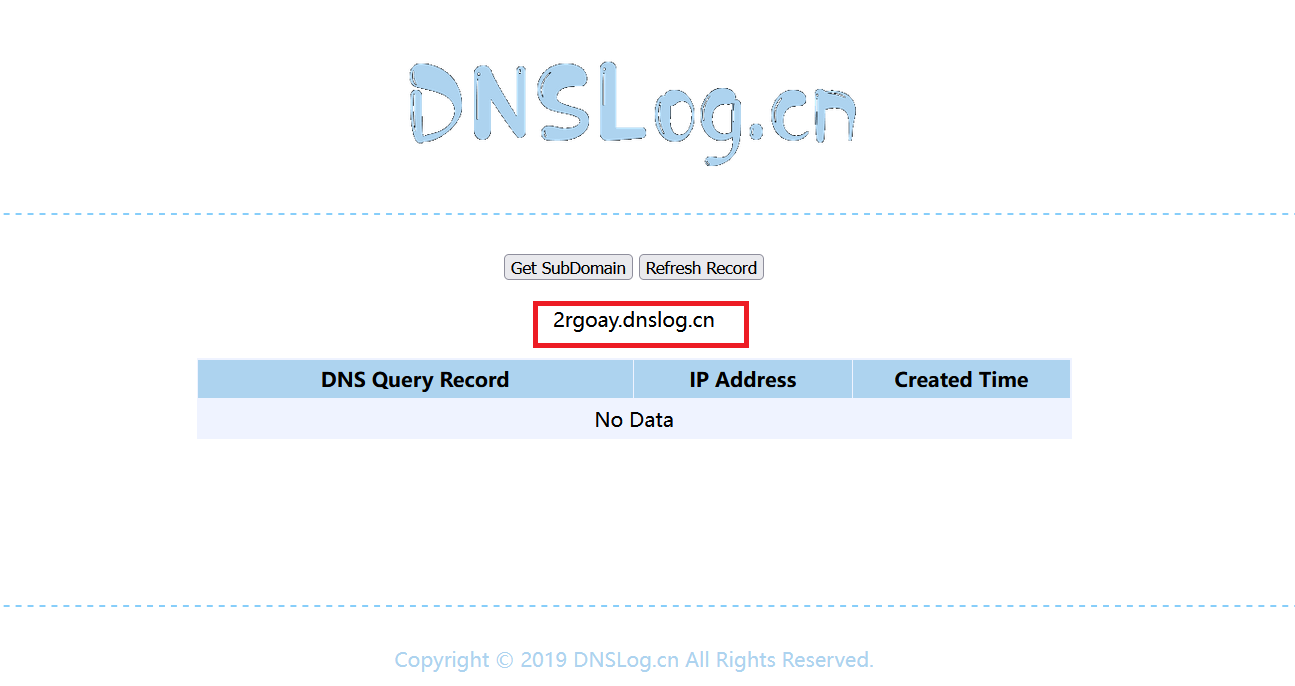 DNSLog.cn
Get SubDomain Refresh Record
2rgoay.dnslog.cn
DNS Query Record IP Address Created Time
No Data
Copyright © 2019 DNSLog.cn All Rights Reserved.